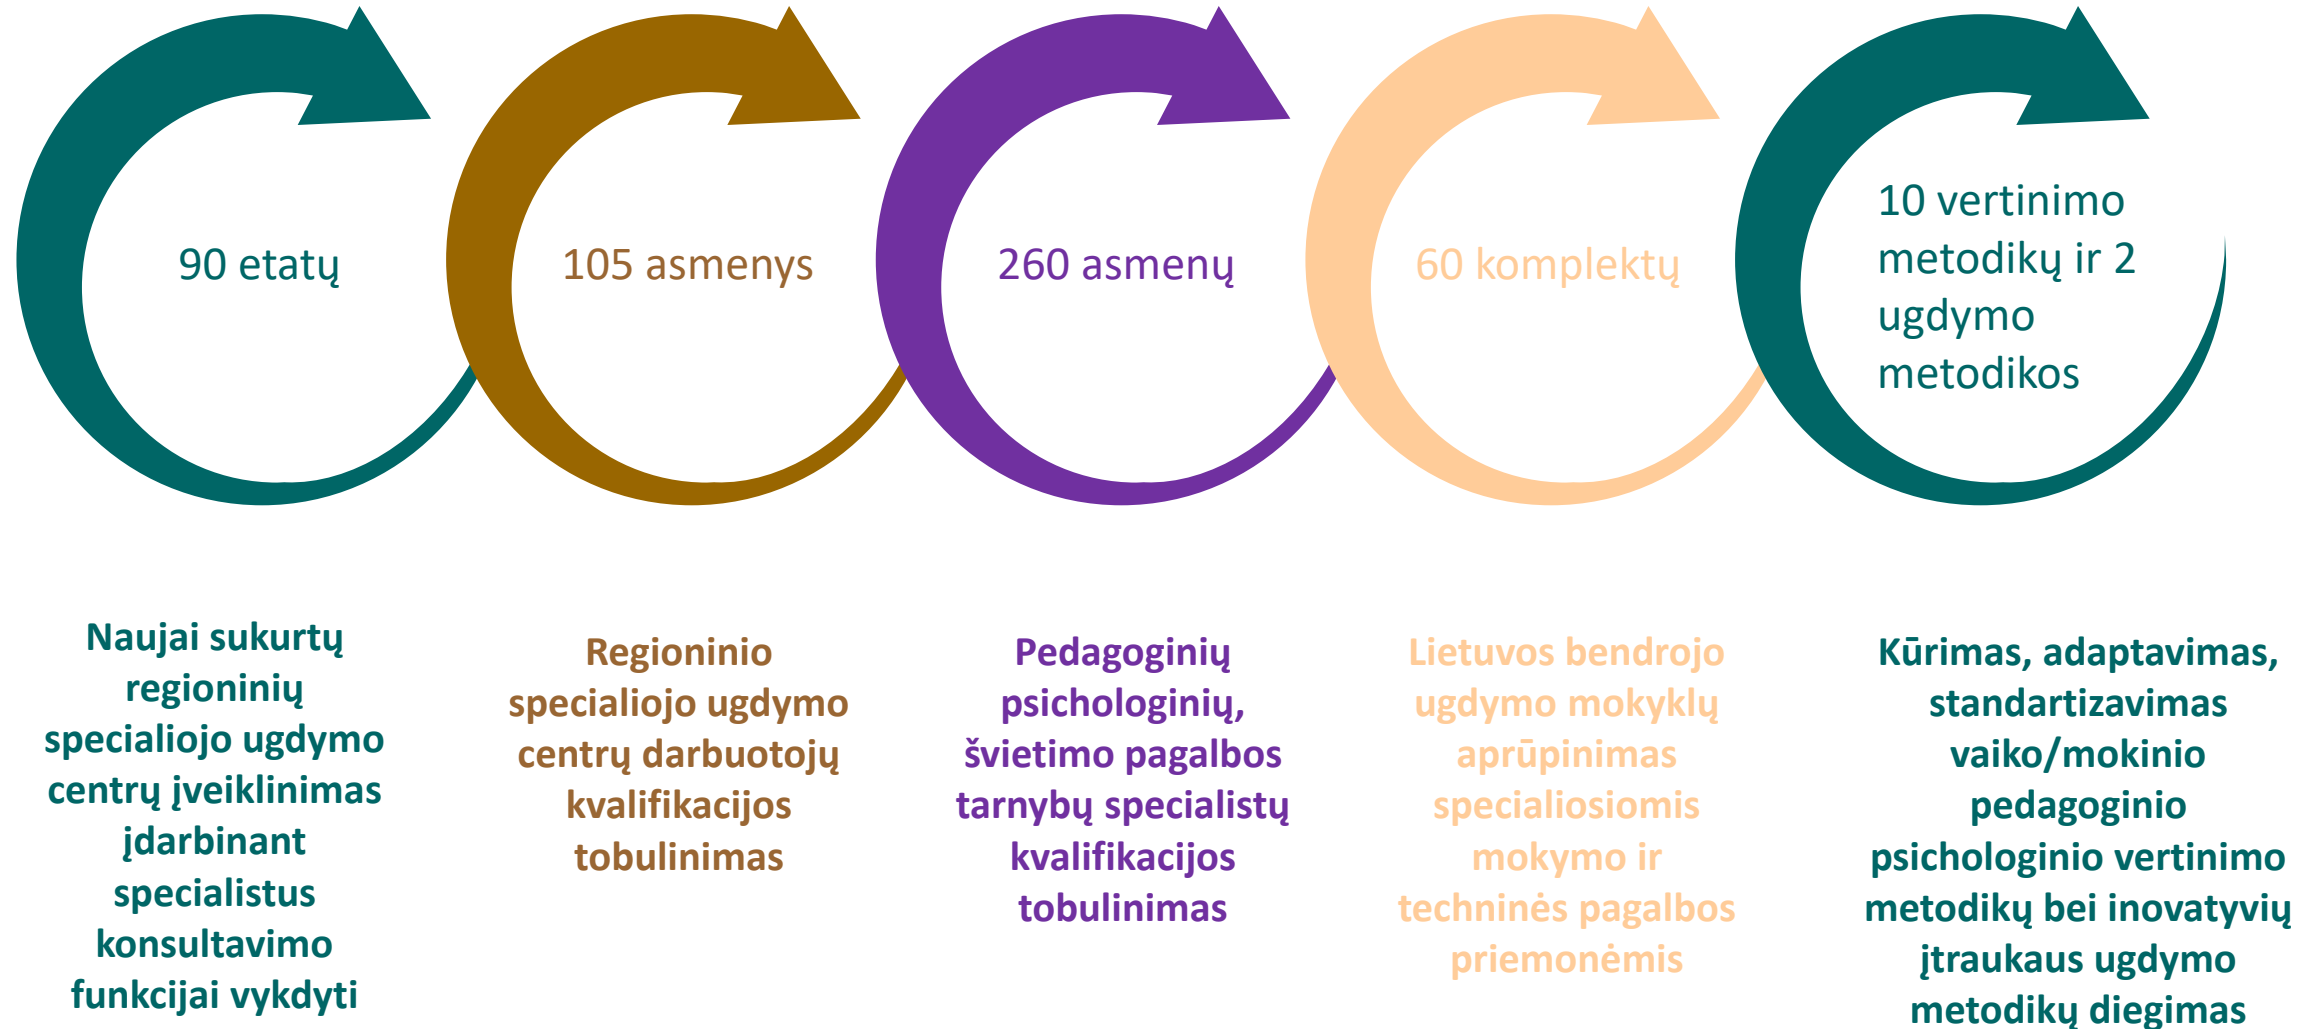 90 etatų
105 asmenys
260 asmenų
60 komplektų
10 vertinimo
metodikų ir 2
ugdymo
metodikos
Naujai sukurtų
regioninių
specialiojo ugdymo
centrų įveiklinimas
įdarbinant
specialistus
konsultavimo
funkcijai vykdyti
Regioninio
specialiojo ugdymo
centrų darbuotojų
kvalifikacijos
tobulinimas
Pedagoginių
psichologinių,
švietimo pagalbos
tarnybų specialistų
kvalifikacijos
tobulinimas
Lietuvos bendrojo
ugdymo mokyklų
aprūpinimas
specialiosiomis
mokymo ir
techninės pagalbos
priemonėmis
Kūrimas, adaptavimas,
standartizavimas
vaiko/mokinio
pedagoginio
psichologinio vertinimo
metodikų bei inovatyvių
įtraukaus ugdymo
metodikų diegimas